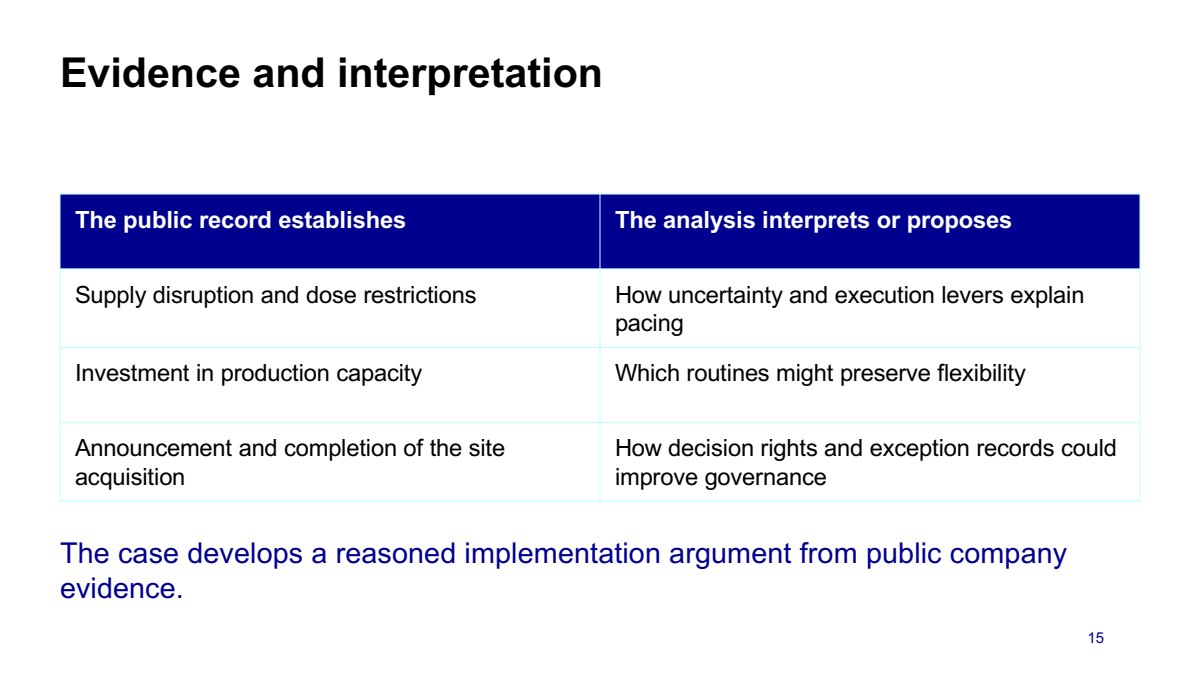 Evidence and interpretation
The public record establishes
The analysis interprets or proposes
Supply disruption and dose restrictions
How uncertainty and execution levers explain
pacing
Investment in production capacity
Which routines might preserve flexibility
Announcement and completion of the site
acquisition
How decision rights and exception records could
improve governance
The case develops a reasoned implementation argument from public company
evidence.
15